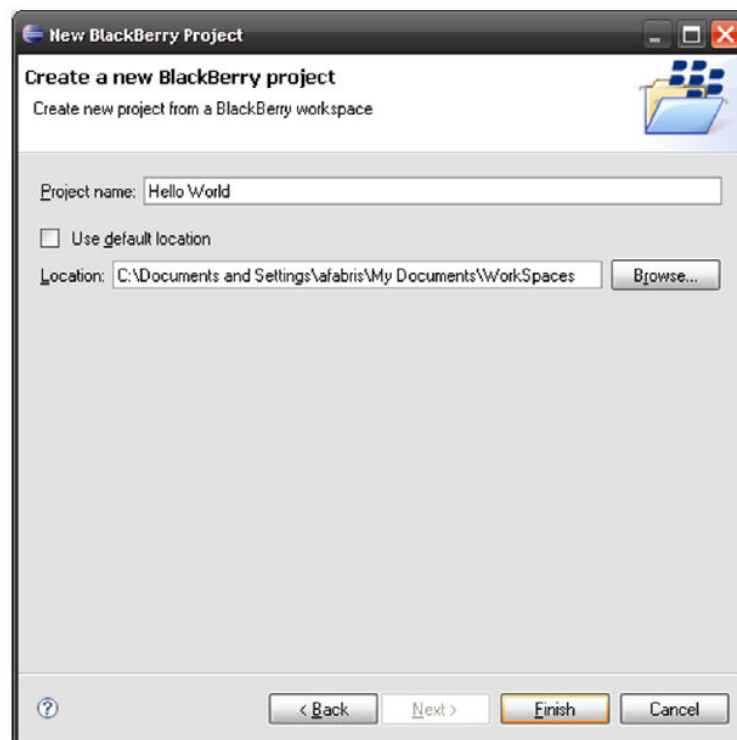 New BlackBerry Project
Create a new BlackBerry project
Create new project from a BlackBerry workspace
Project name: Hello World
Use default location
Location: C:\Documents and Settings\afabris\My Documents\WorkSpaces Browse...
? < Back Next > Finish Cancel